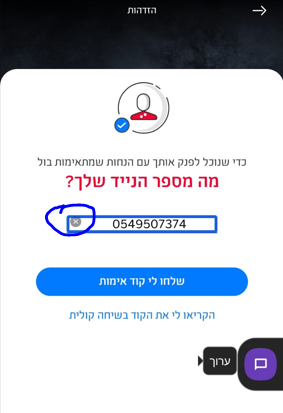 הזדהות
כדי שנוכל לפנק אותך עם הנחות שמתאימות בול
מה מספר הנייד שלך?
0549507374
שלחו לי קוד אימות
הקריאו לי את הקוד בשיחה קולית
ערוך